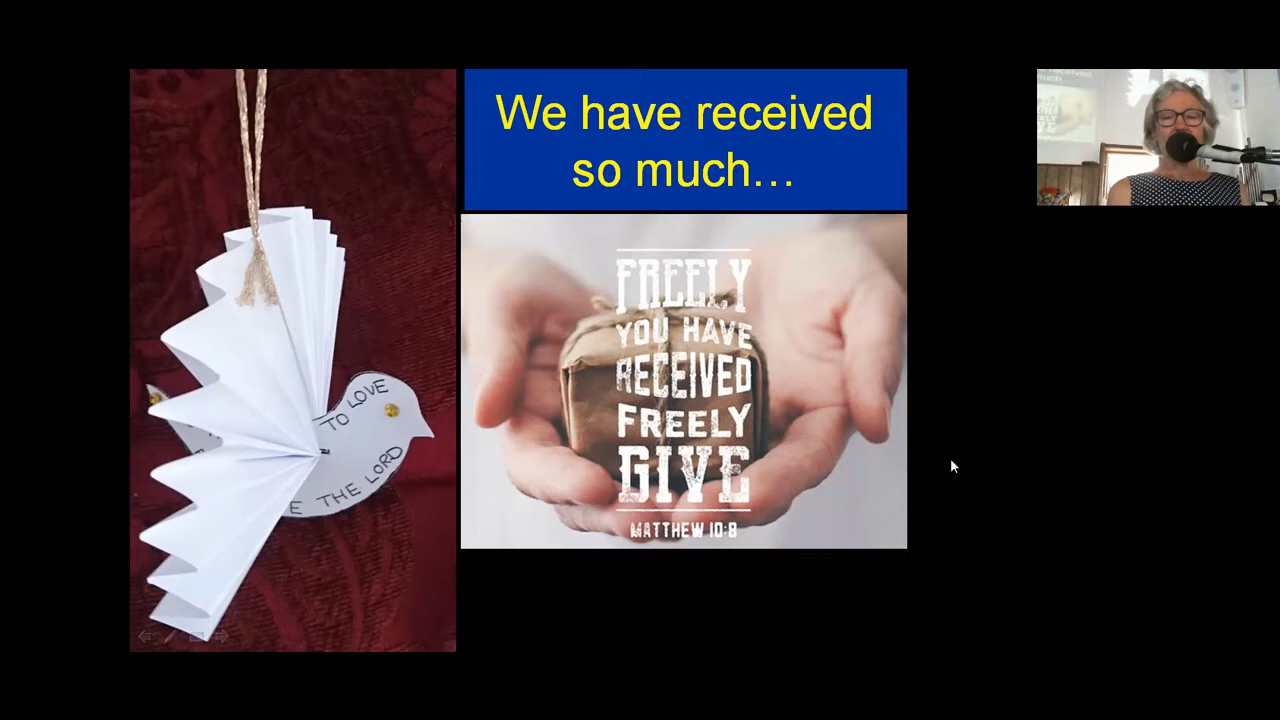 We have received
so much…
FREELY
YOU HAVE
RECEIVED
FREELY
GIVE
MATTHEW 10:8
TO LOVE
E THE LORD